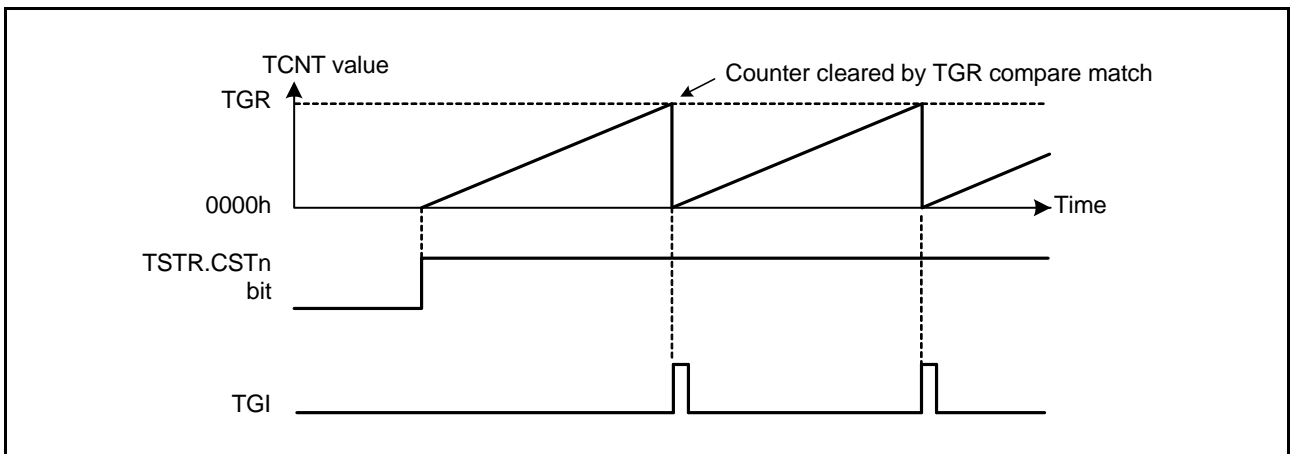 TCNT value
Counter cleared by TGR compare match
TGR
0000h
Time
TSTR.CSTn
bit
TGI